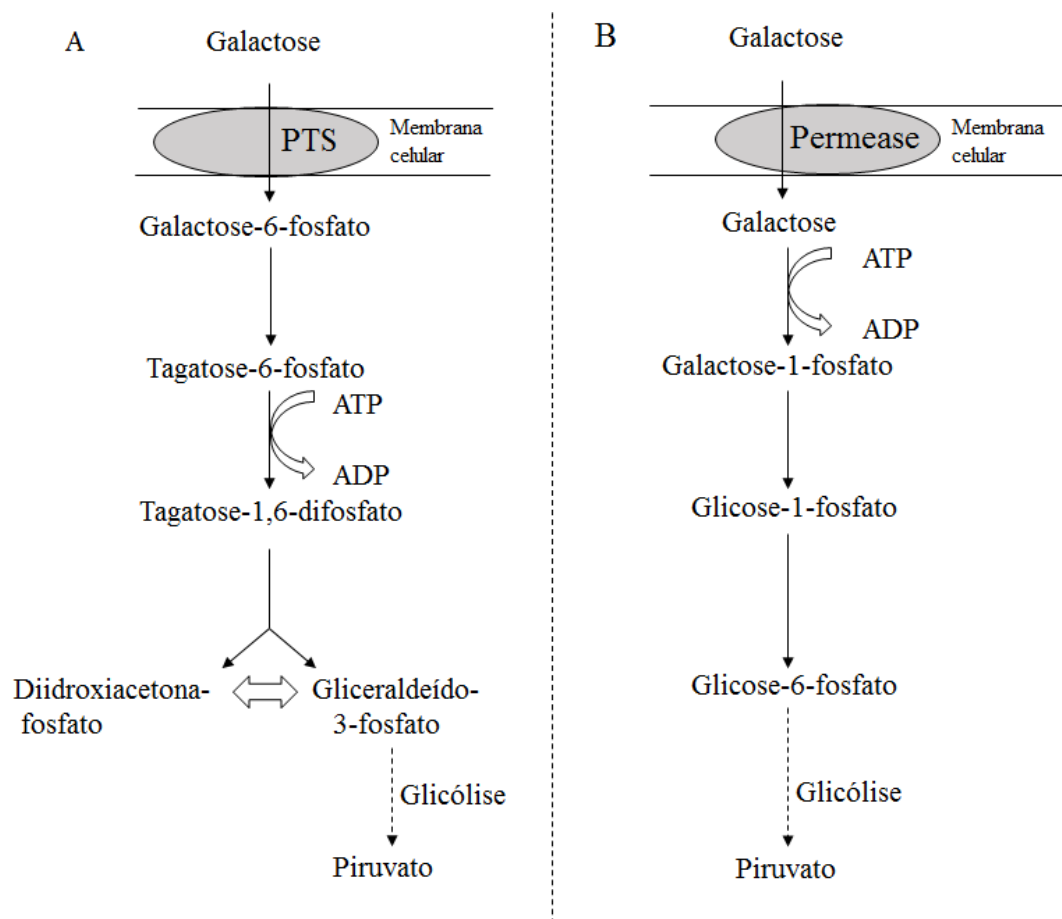 A
Galactose
PTS
Membrana
celular
Galactose-6-fosfato
Tagatose-6-fosfato
ATP
ADP
Tagatose-1,6-difosfato
Diidroxiacetona-
fosfato
Gliceraldeído-
3-fosfato
Glicólise
Piruvato
B
Galactose
Permease
Membrana
celular
Galactose
ATP
ADP
Galactose-1-fosfato
Glicose-1-fosfato
Glicose-6-fosfato
Glicólise
Piruvato